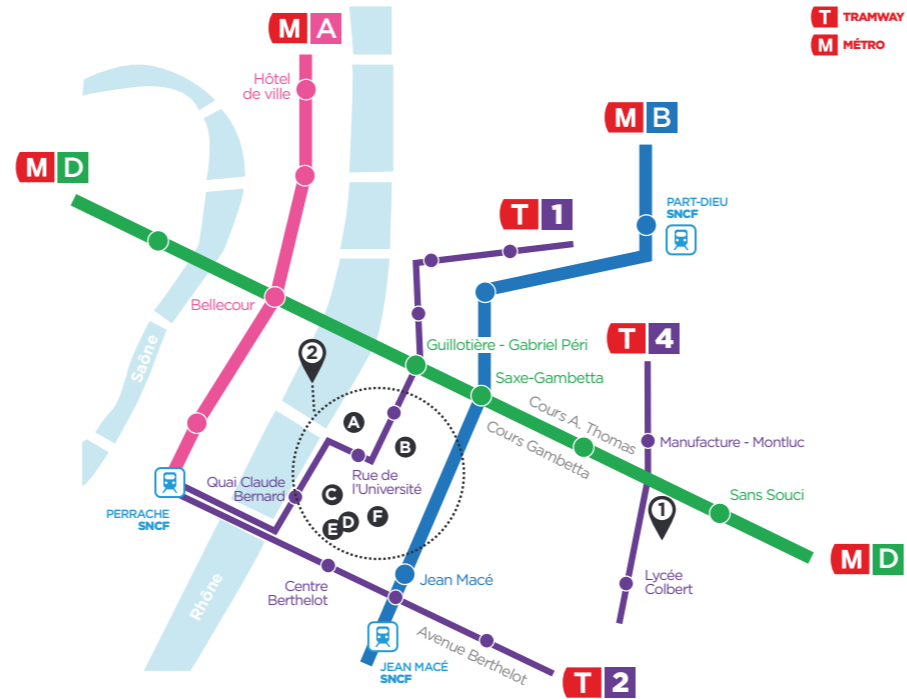 T TRAMWAY
M MÉTRO
M A
Hôtel
de ville
M B
M D
PART-DIEU
SNCF
T 1
Bellecour
Saône
Guillotière - Gabriel Péri
T 4
2
Saxe-Gambetta
Cours A. Thomas
Cours Gambetta
A
B
Manufacture - Montluc
Rue de
l'Université
Quai Claude
Bernard
C
D
E
F
Sans Souci
1
PERRACHE
SNCF
M D
Rhône
Centre
Berthelot
Jean Macé
Lycée
Colbert
Avenue Berthelot
JEAN MACÉ
SNCF
T 2